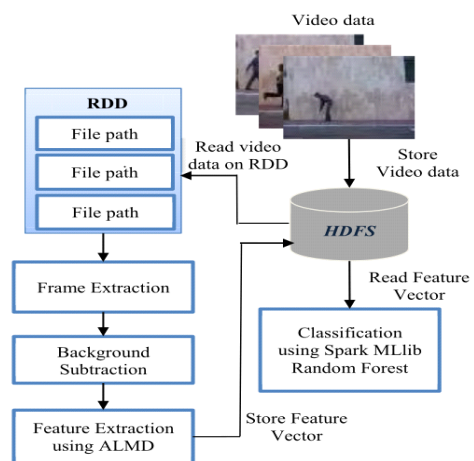 Video data
RDD
File path
File path
File path
Read video
data on RDD
Store
Video data
HDFS
Frame Extraction
Read Feature
Vector
Background
Subtraction
Classification
using Spark MLlib
Random Forest
Feature Extraction
using ALMD
Store Feature
Vector